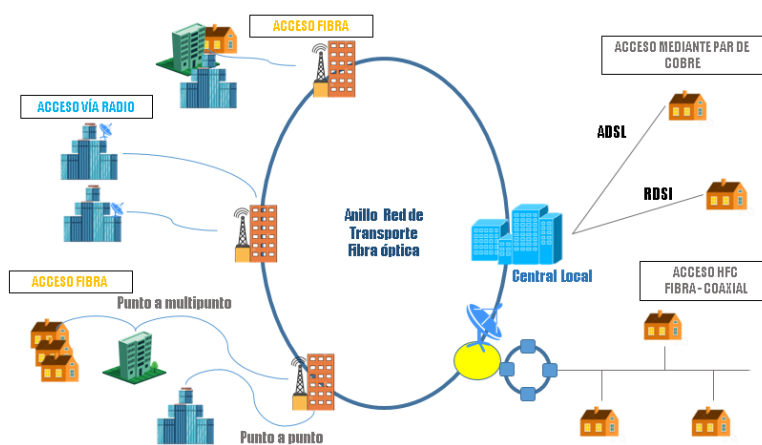 ACCESO FIBRA
ACCESO MEDIANTE PAR DE
COBRE
ACCESO VÍA RADIO
ADSL
RDSI
Anillo Red de
Transporte
Fibra óptica
Central Local
ACCESO HFC
FIBRA - COAXIAL
ACCESO FIBRA
Punto a multipunto
Punto a punto